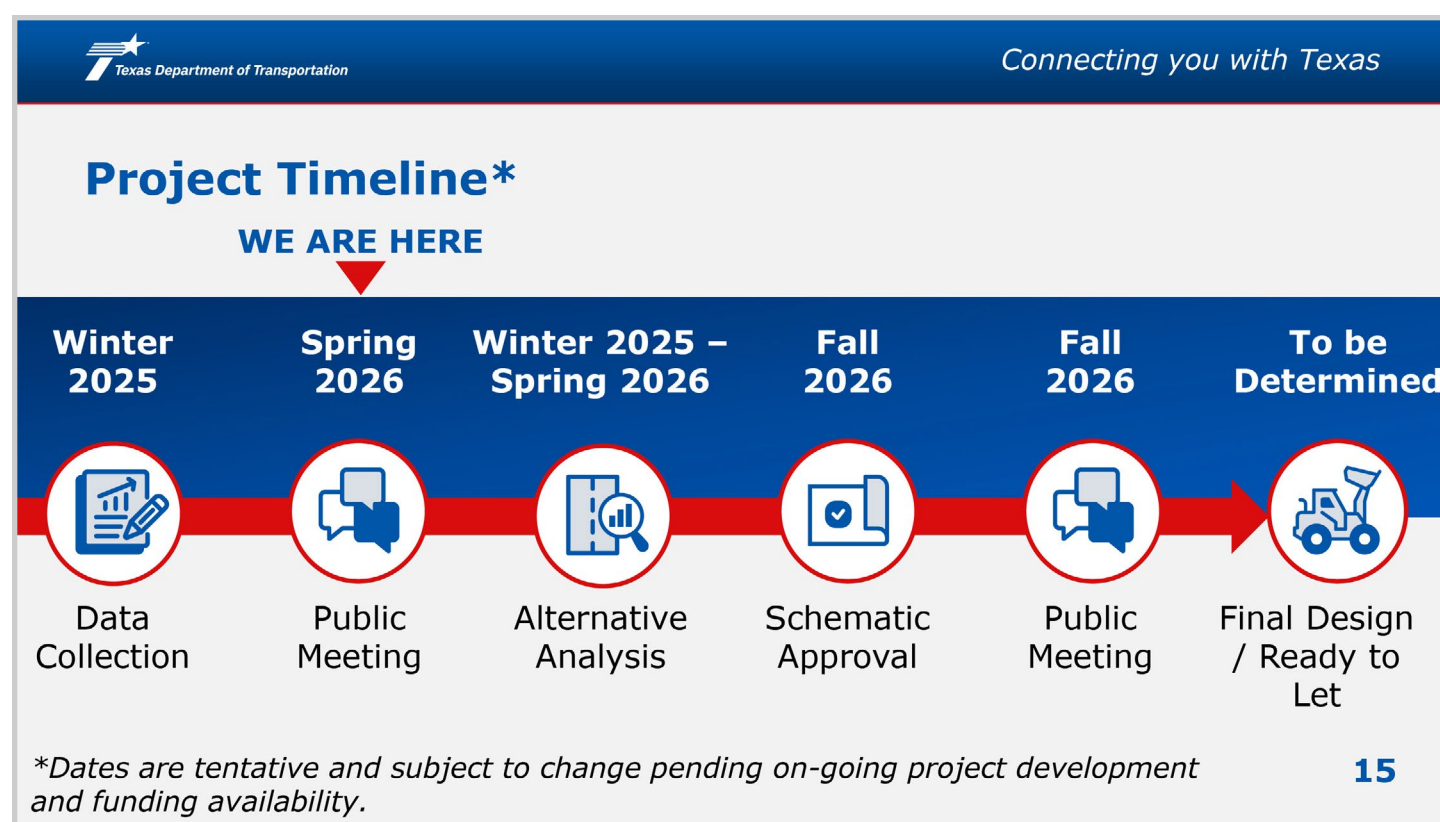 Texas Department of Transportation
Connecting you with Texas
Project Timeline*
WE ARE HERE
Winter
2025
Spring
2026
Winter 2025 –
Spring 2026
Fall
2026
Fall
2026
To be
Determined
Data
Collection
Public
Meeting
Alternative
Analysis
Schematic
Approval
Public
Meeting
Final Design
/ Ready to
Let
*Dates are tentative and subject to change pending on-going project development
and funding availability.
15